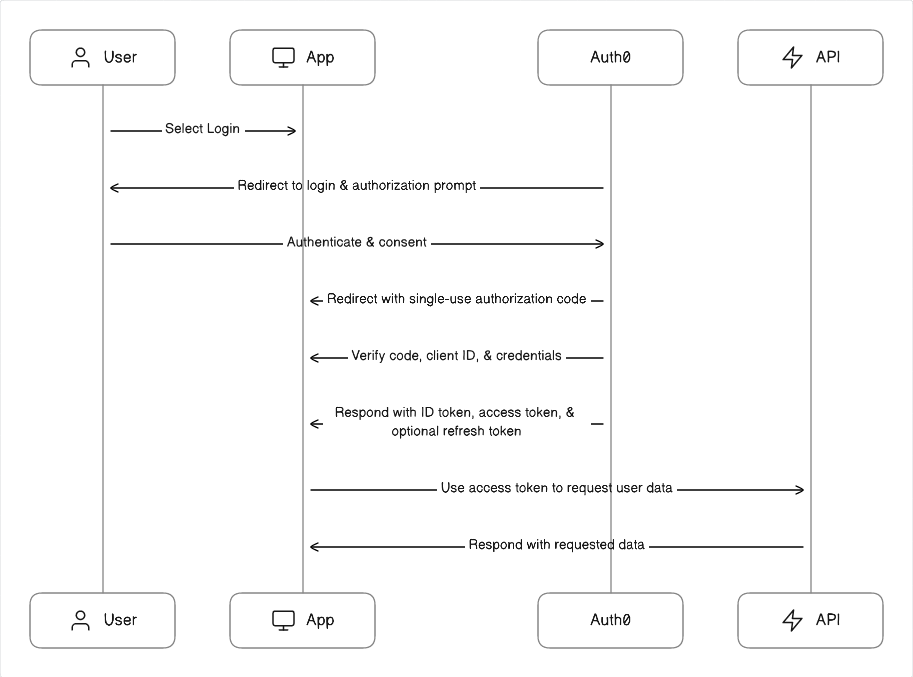 User
App
Auth0
API
Select Login
Redirect to login & authorization prompt
Authenticate & consent
Redirect with single-use authorization code
Verify code, client ID, & credentials
Respond with ID token, access token, &
optional refresh token
Use access token to request user data
Respond with requested data
User
App
Auth0
API